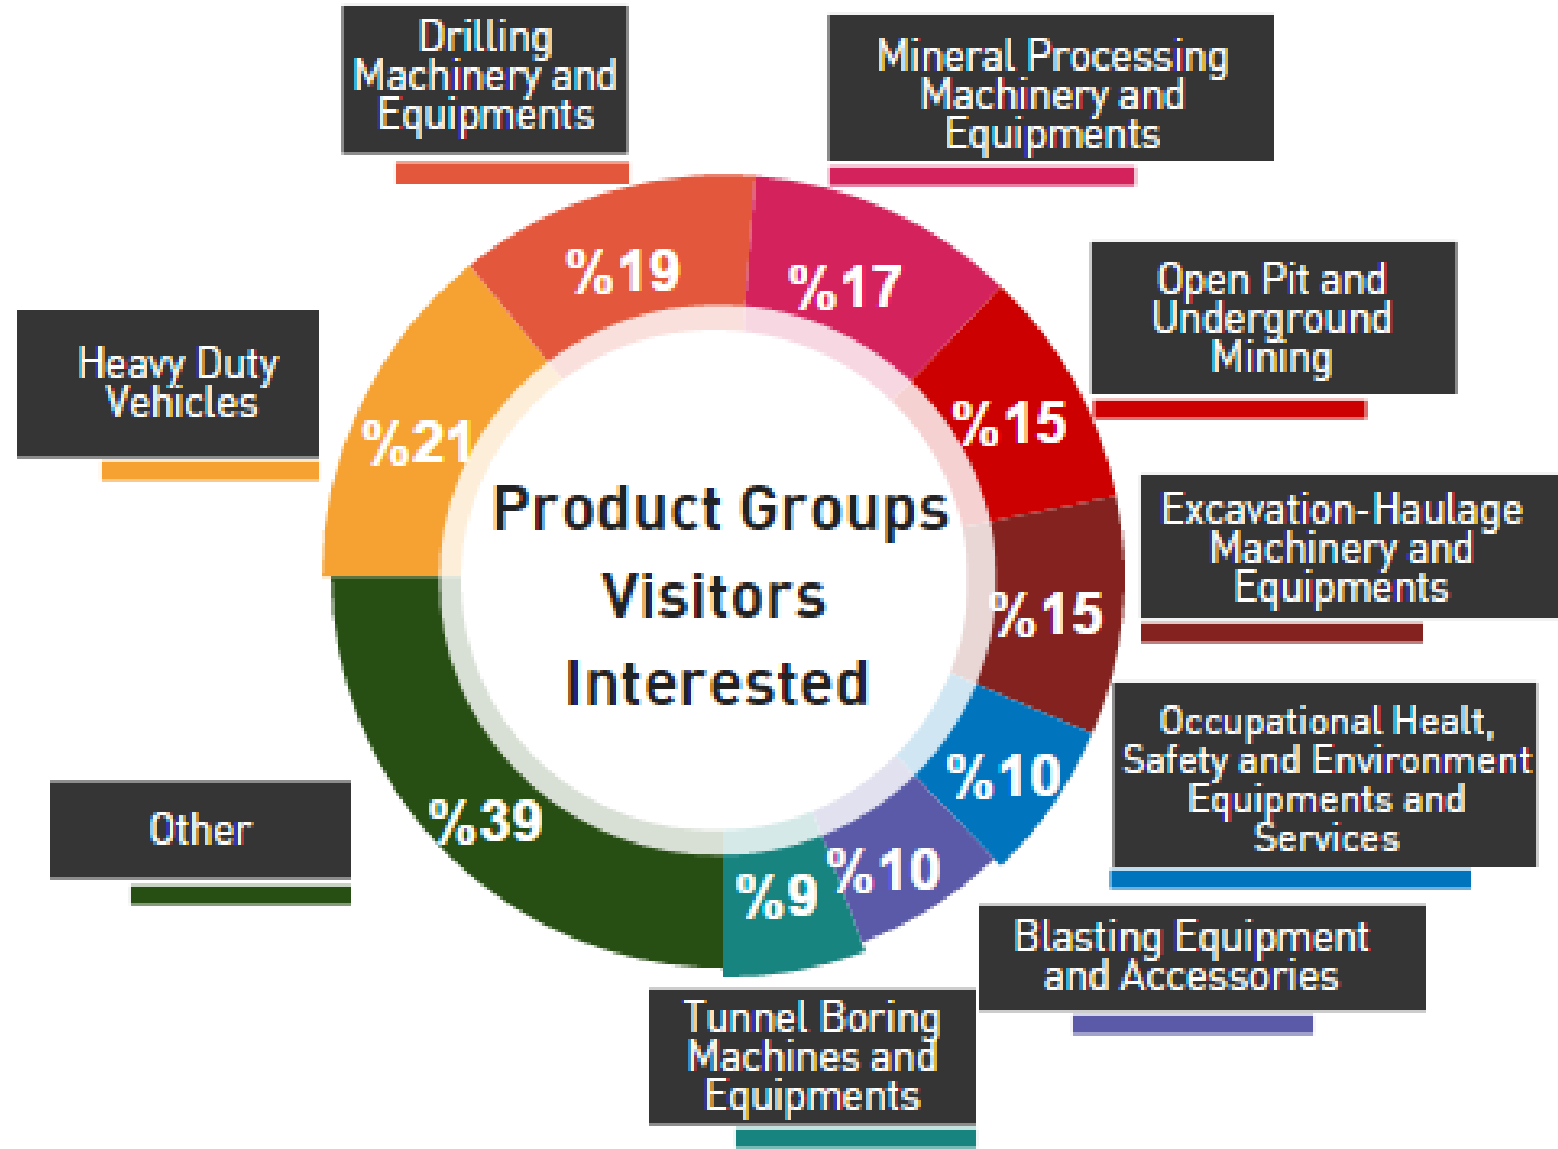 Drilling
Machinery and
Equipments
Mineral Processing
Machinery and
Equipments
%19
%17
Open Pit and
Underground
Mining
Heavy Duty
Vehicles
%21
%15
Product Groups
Visitors
Interested
Excavation-Haulage
Machinery and
Equipments
%15
Occupational Healt,
Safety and Environment
Equipments and
Services
%10
Other
%39
%10
%9
Blasting Equipment
and Accessories
Tunnel Boring
Machines and
Equipments